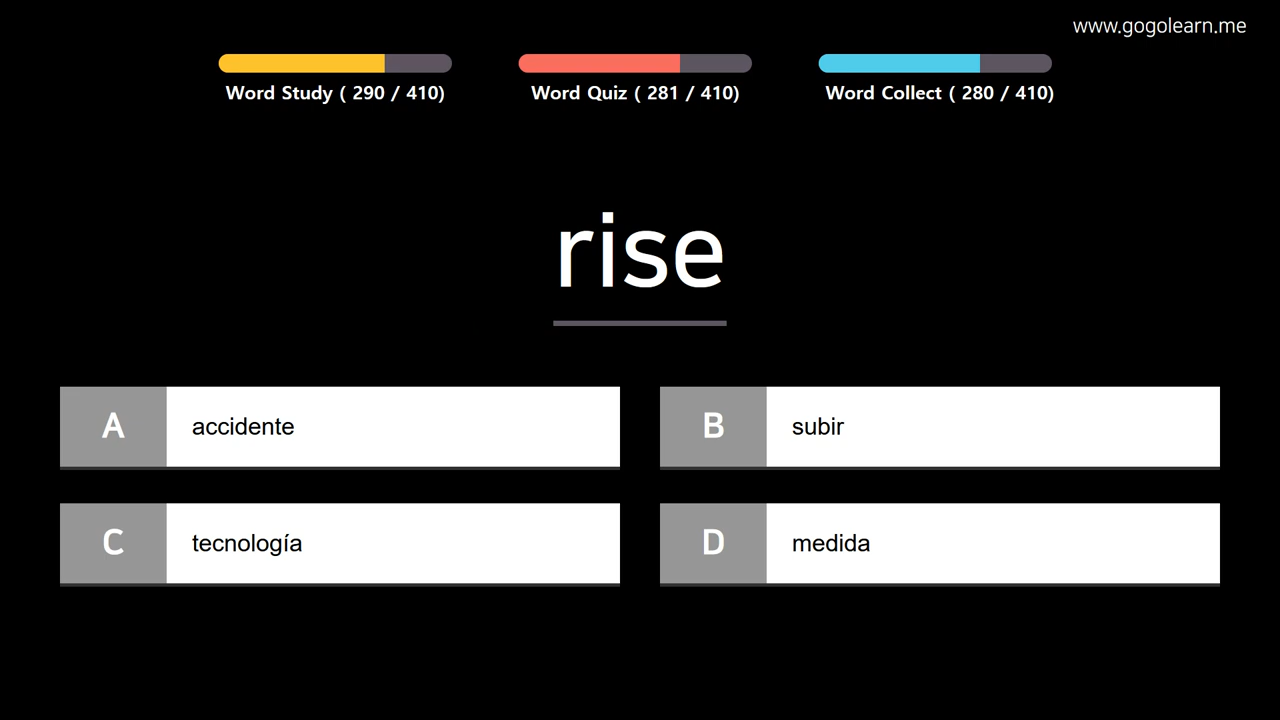 www.gogolearn.me
Word Study ( 290 / 410)
Word Quiz ( 281 / 410)
Word Collect ( 280 / 410)
rise
A accidente
B subir
C tecnología
D medida